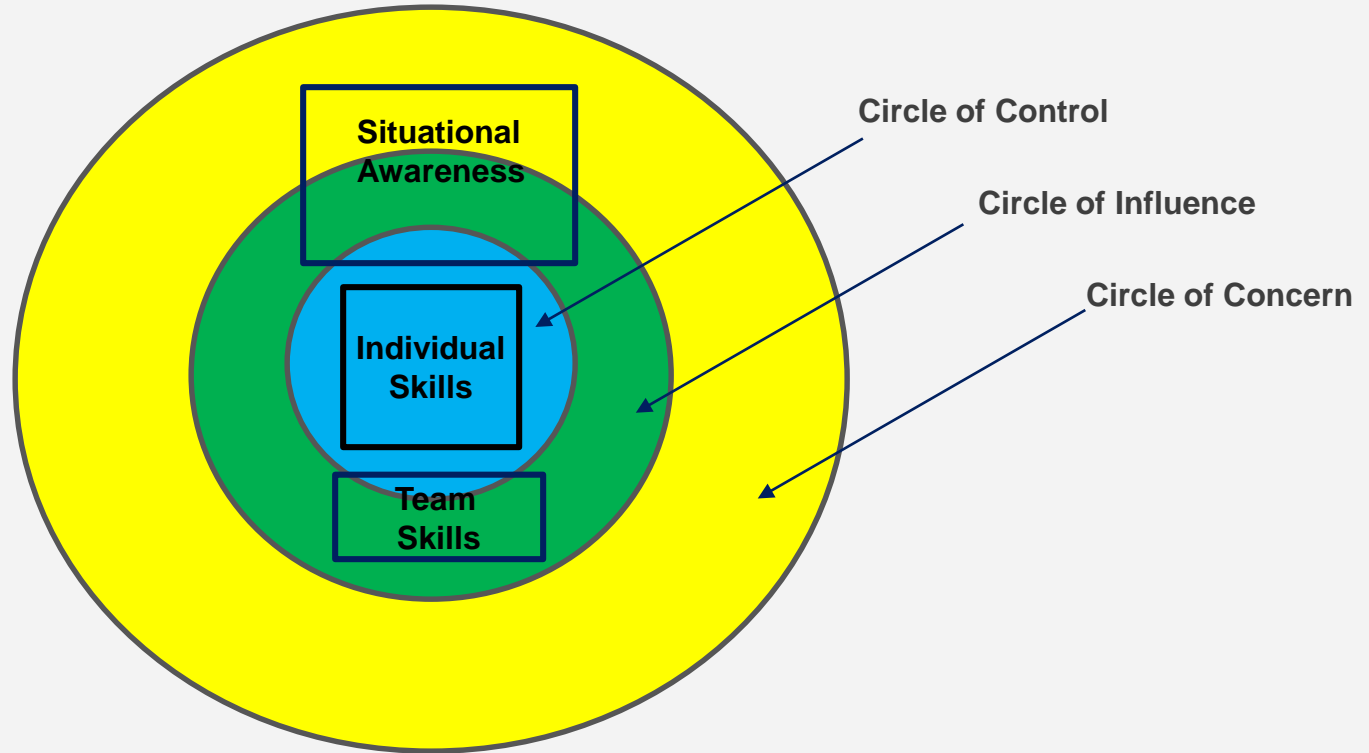 Situational
Awareness
Circle of Control
Circle of Influence
Circle of Concern
Individual
Skills
Team
Skills